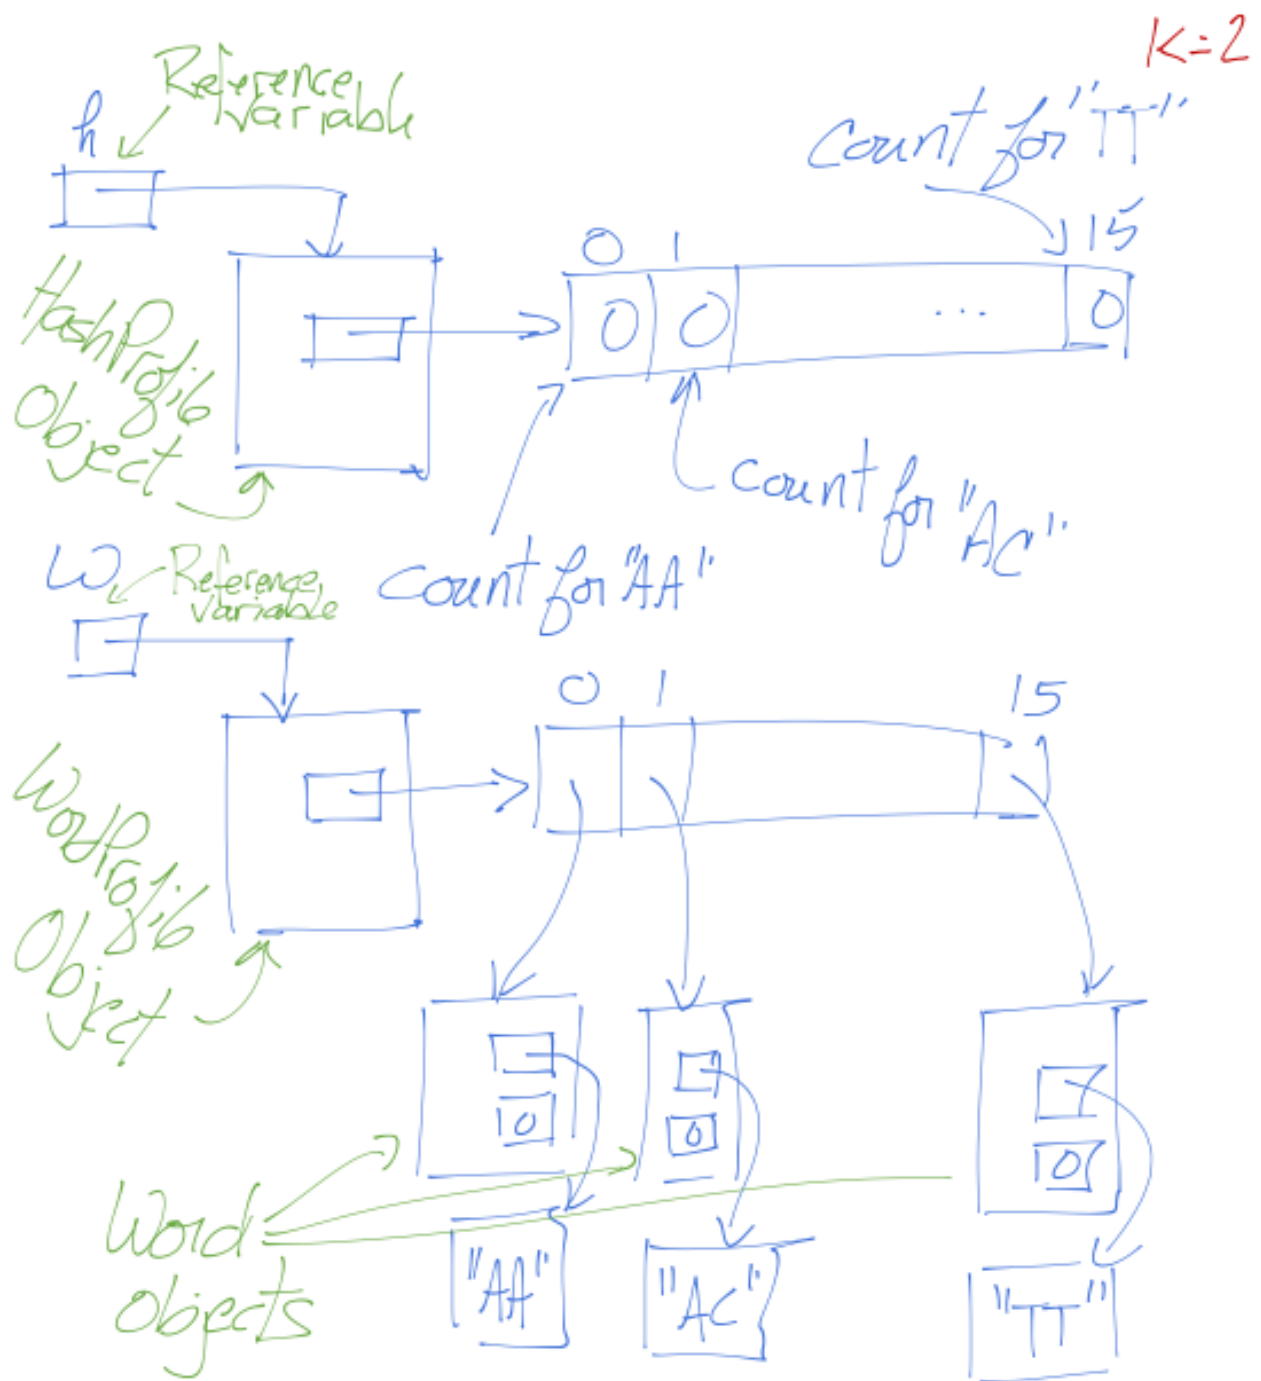 K=2
Reference
variable
h
count for "TT"
0 1 15
0 0 ... 0
HashProfile
Object
count for "AC"
count for "AA"
w
Reference
variable
0 1 15
WordProfile
Object
0 0 0
Word
objects
"AA" "AC" "TT"